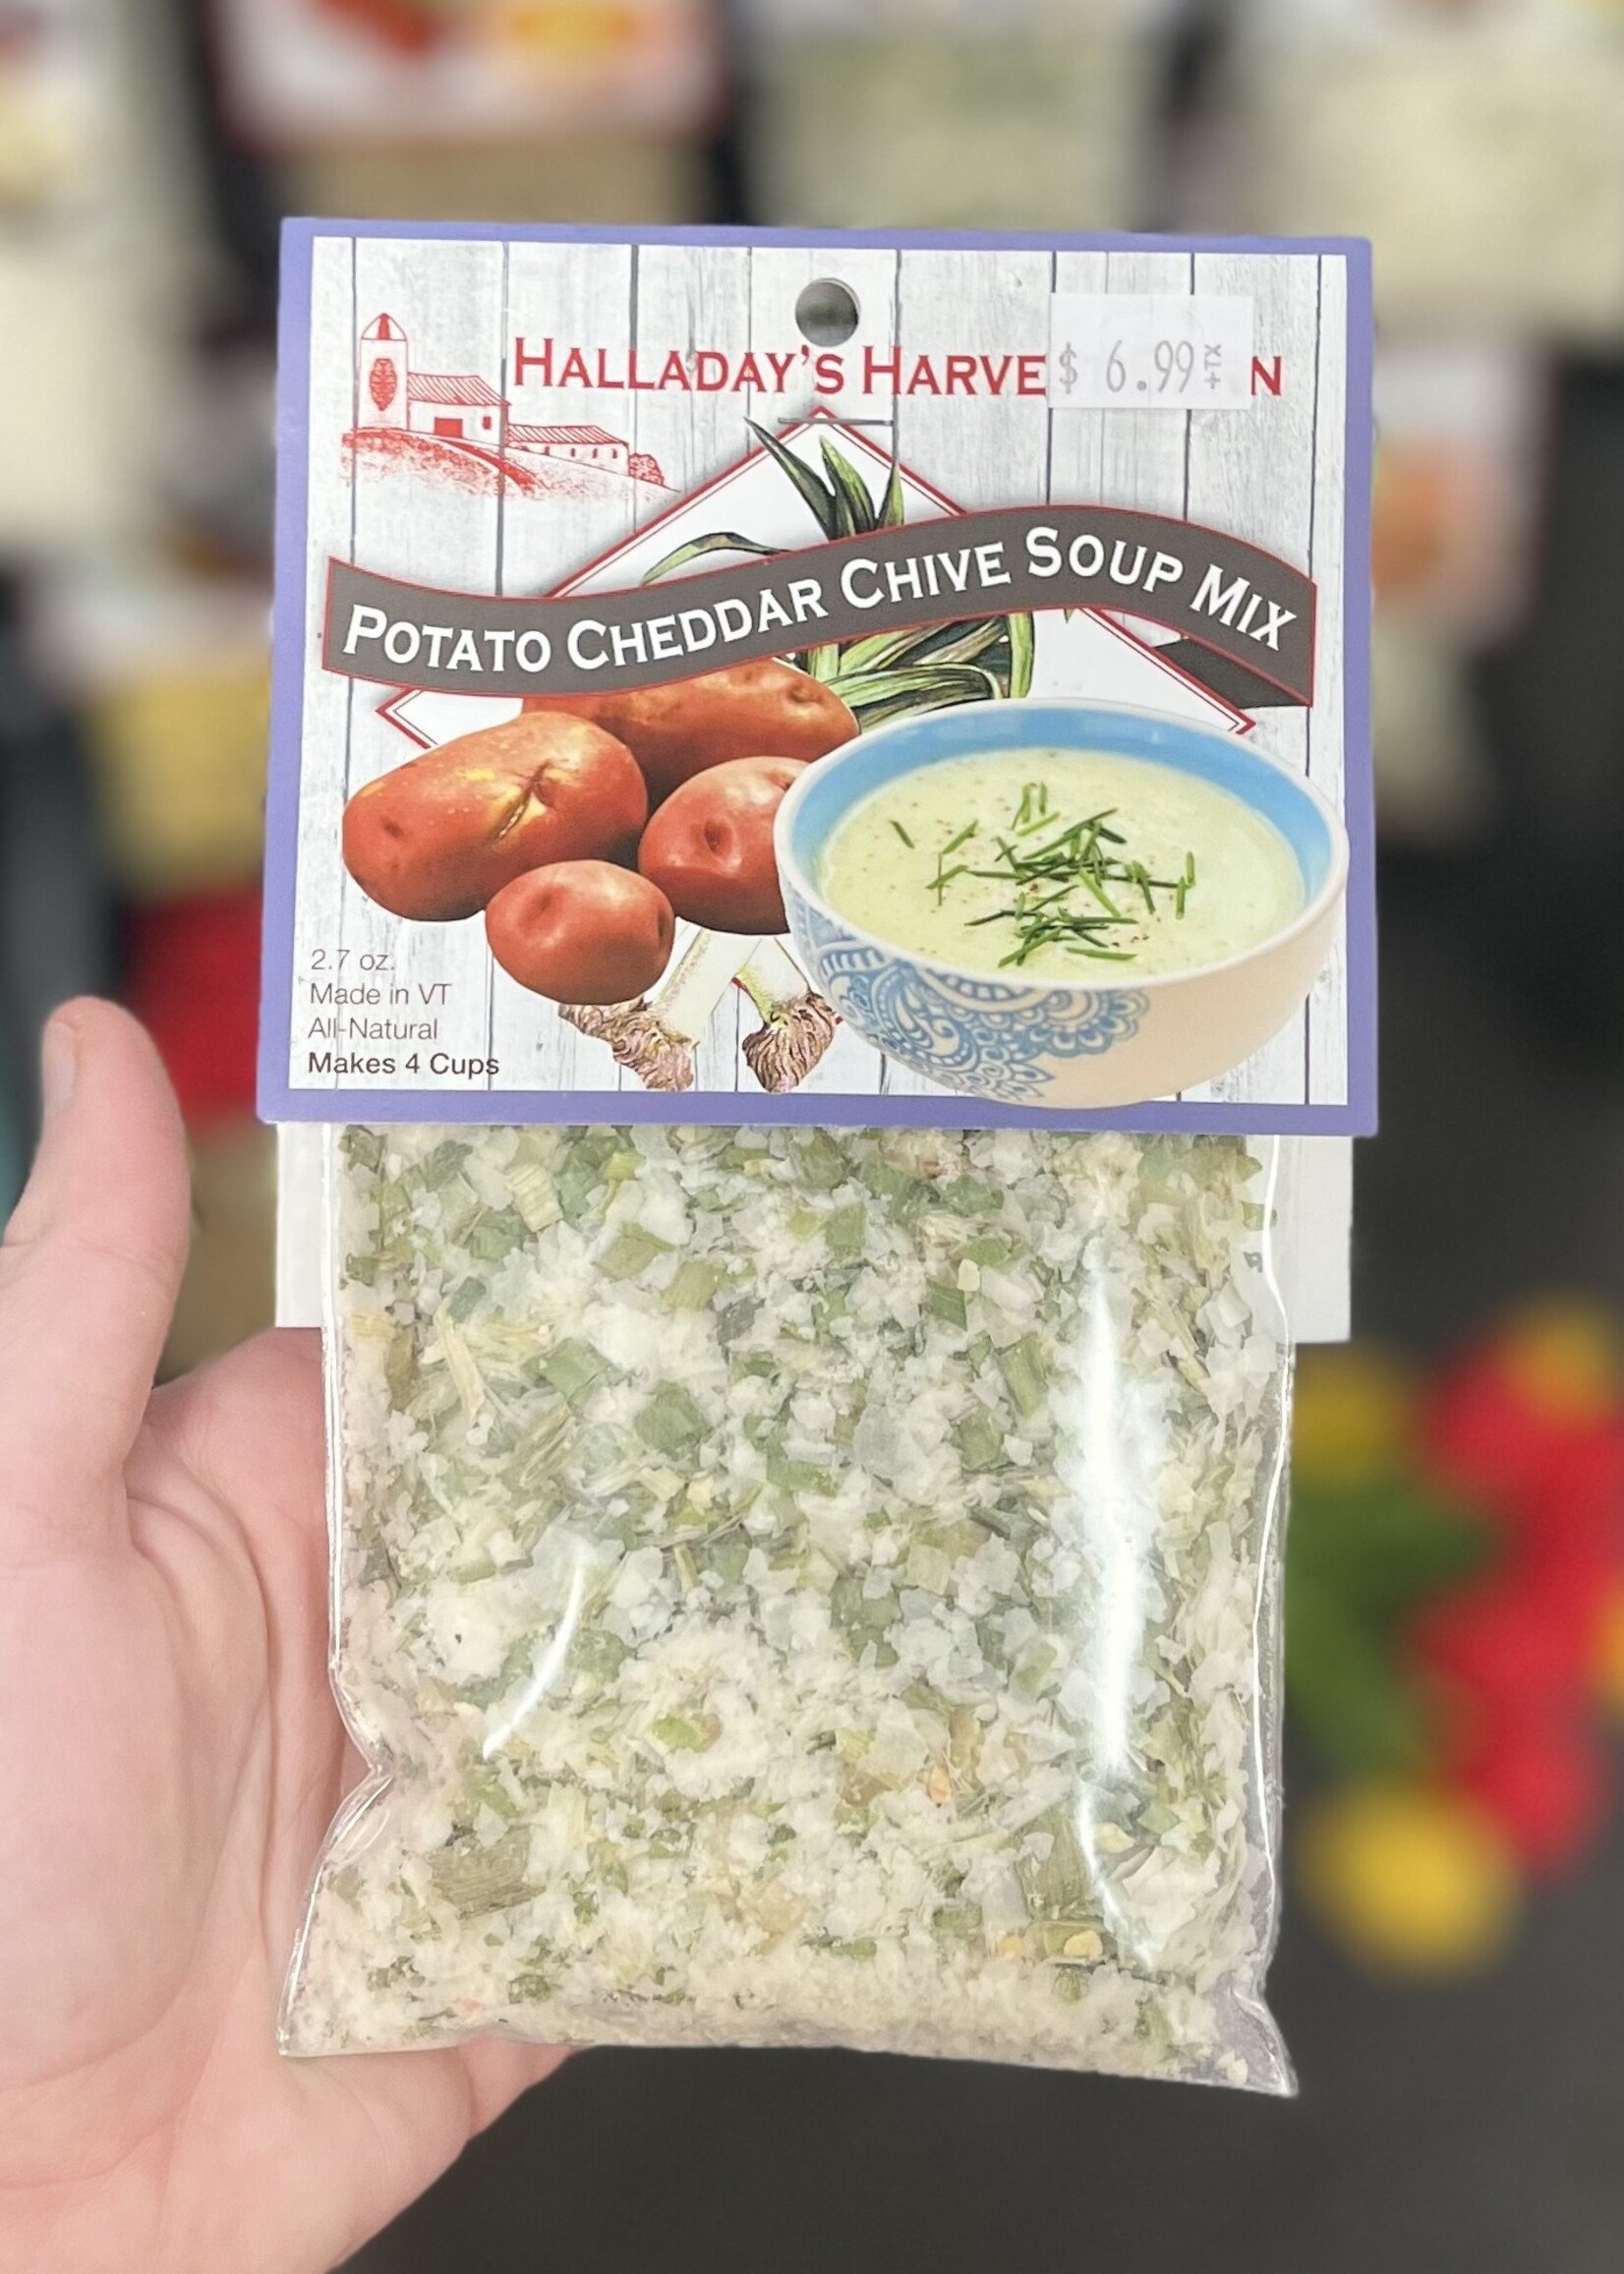 HALLADAY'S HARVE
$ 6.99 +TX
N
POTATO CHEDDAR CHIVE SOUP MIX
2.7 oz.
Made in VT
All-Natural
Makes 4 Cups